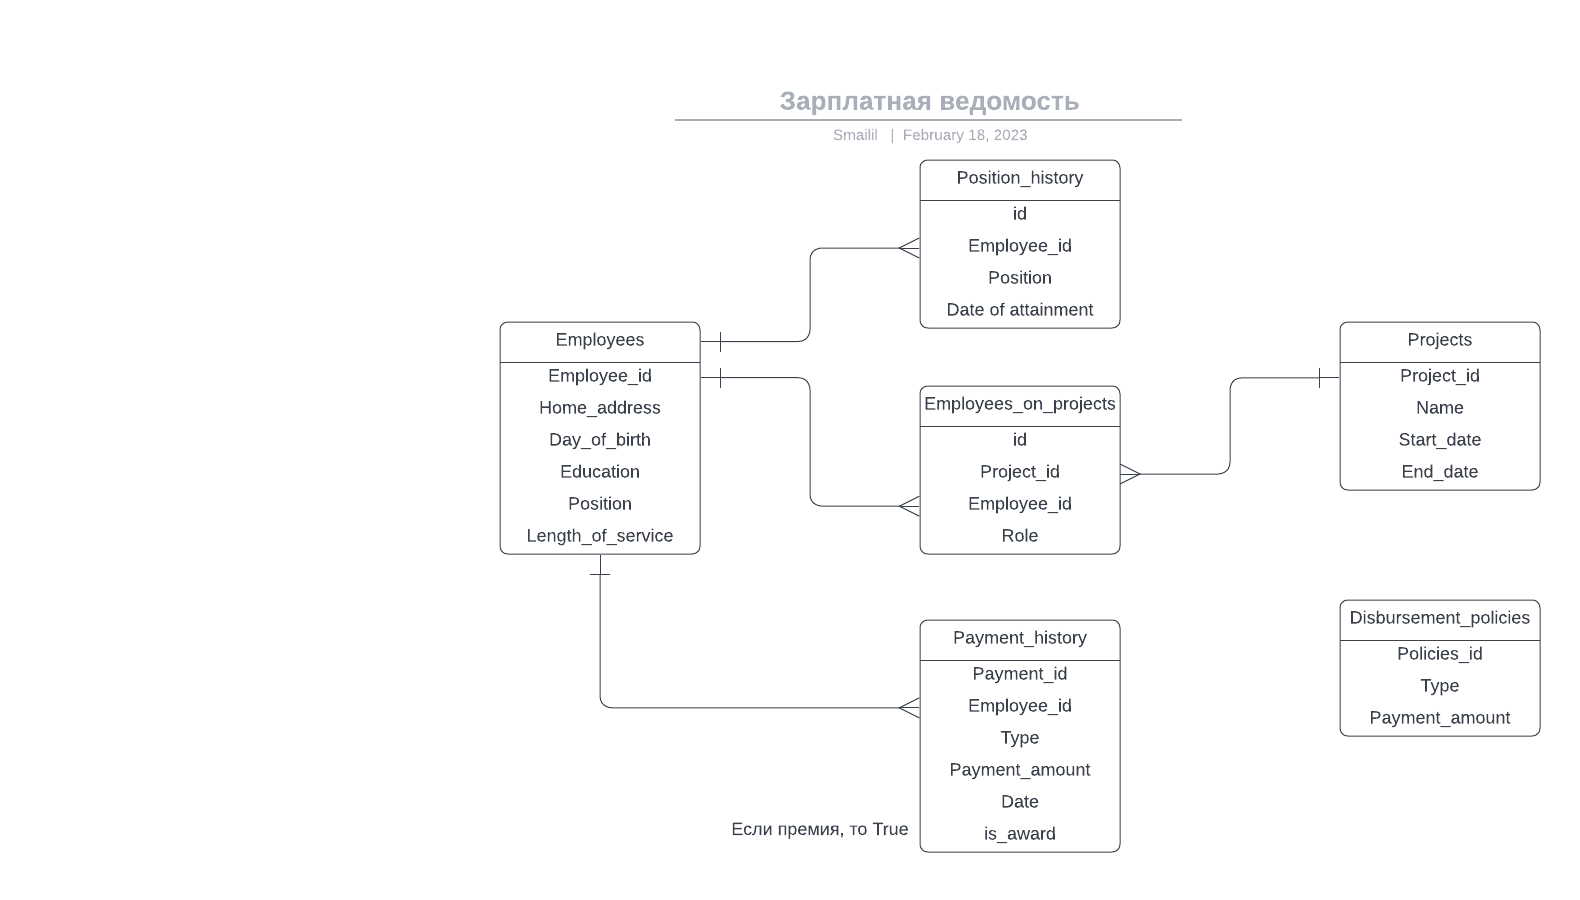 Зарплатная ведомость
Smailil | February 18, 2023
Position_history
id
Employee_id
Position
Date of attainment
Employees
Employee_id
Home_address
Day_of_birth
Education
Position
Length_of_service
Employees_on_projects
id
Project_id
Employee_id
Role
Projects
Project_id
Name
Start_date
End_date
Payment_history
Payment_id
Employee_id
Type
Payment_amount
Date
is_award
Если премия, то True
Disbursement_policies
Policies_id
Type
Payment_amount